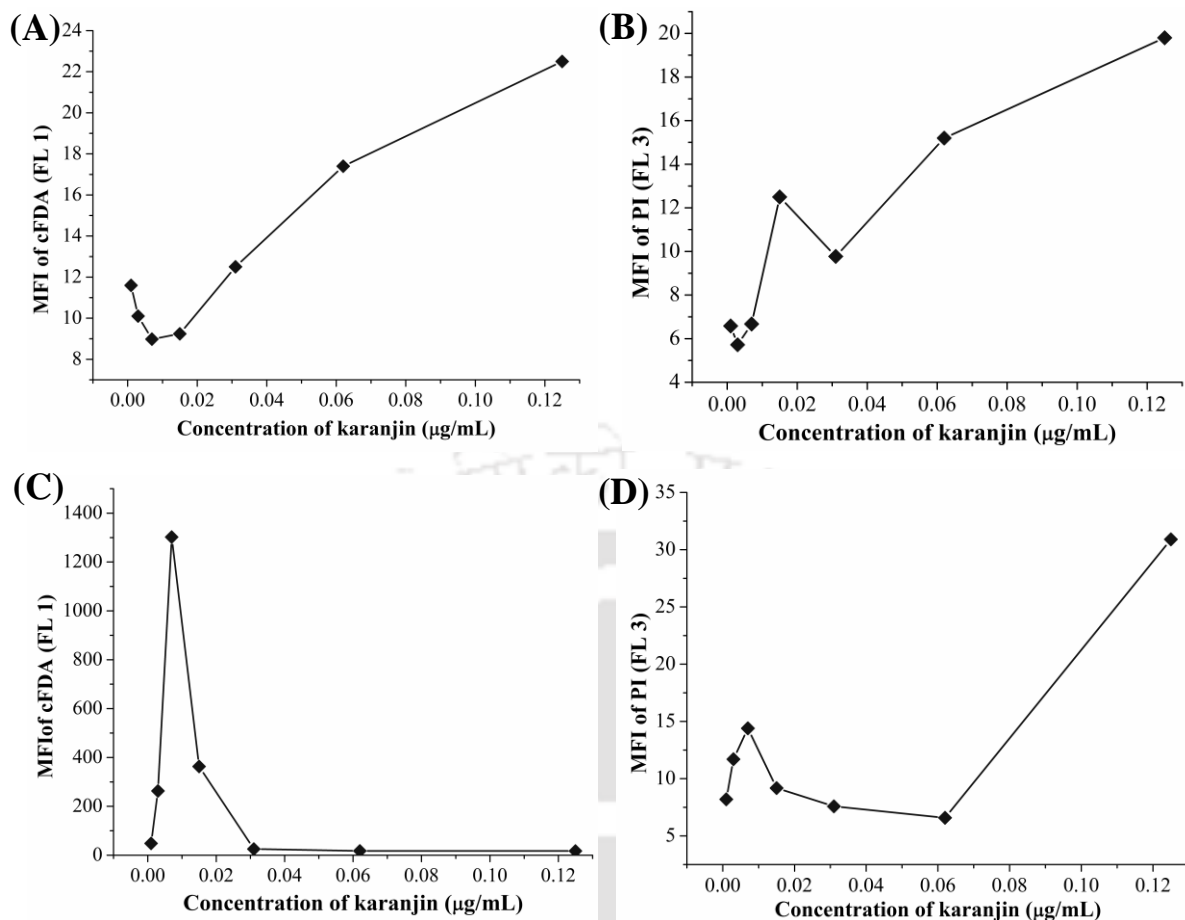 (A)
24
22
20
18
16
14
12
10
8
MFI of cFDA (FL 1)
0.00 0.02 0.04 0.06 0.08 0.10 0.12
Concentration of karanjin (µg/mL)
(B)
20
18
16
14
12
10
8
6
4
MFI of PI (FL 3)
0.00 0.02 0.04 0.06 0.08 0.10 0.12
Concentration of karanjin (µg/mL)
(C)
1400
1200
1000
800
600
400
200
0
MFIof cFDA (FL 1)
0.00 0.02 0.04 0.06 0.08 0.10 0.12
Concentration of karanjin (µg/mL)
(D)
35
30
25
20
15
10
5
MFI of PI (FL 3)
0.00 0.02 0.04 0.06 0.08 0.10 0.12
Concentration of karanjin (µg/mL)